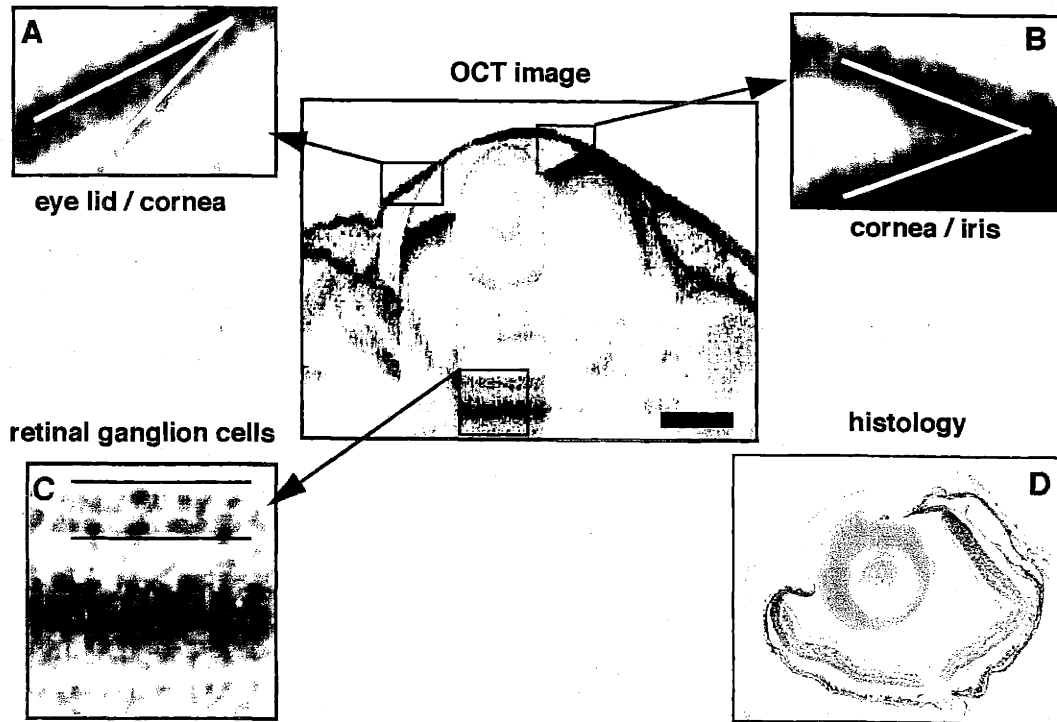 A
OCT image
B
eye lid / cornea
cornea / iris
retinal ganglion cells
histology
C
D